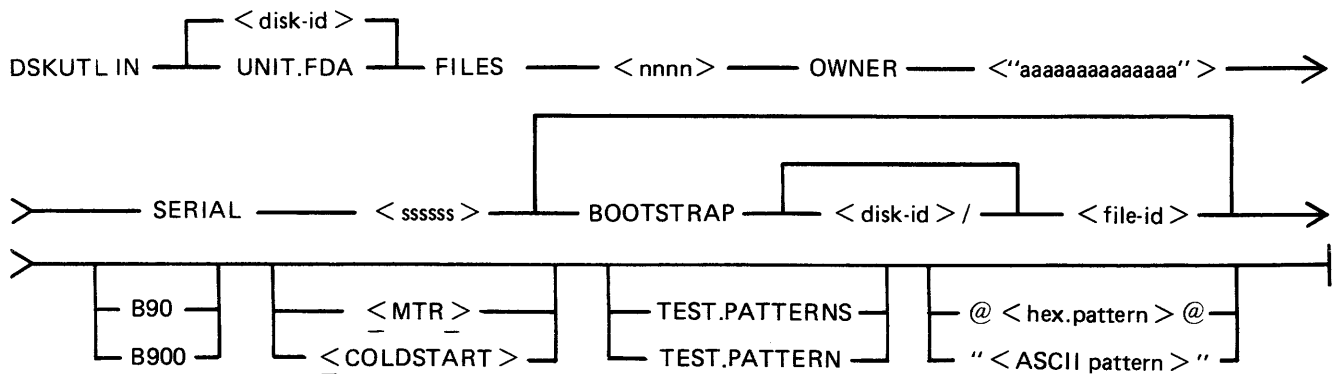 < disk-id >
DSKUTL IN UNIT.FDA FILES < nnnn > OWNER <"aaaaaaaaaaaaaa" >
SERIAL < ssssss > BOOTSTRAP < disk-id > / < file-id >
B90 < MTR > TEST.PATTERNS @ < hex.pattern > @
B900 < COLDSTART > TEST.PATTERN " < ASCII pattern > "